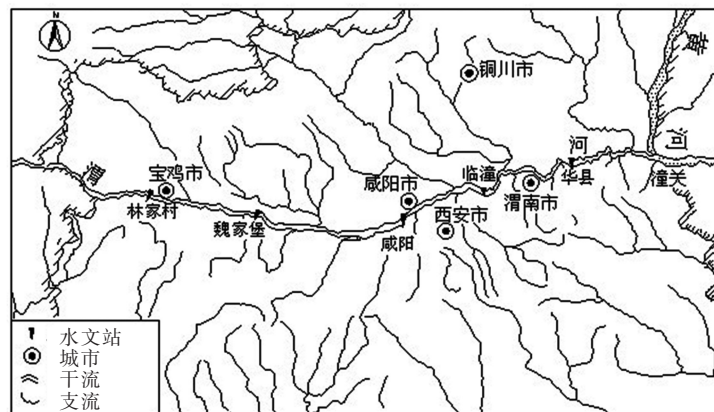 N
黄
河
铜川市
渭
宝鸡市
林家村
魏家堡
咸阳市
咸阳
西安市
临潼
渭南市
河
华县
潼关
水文站
城市
干流
支流